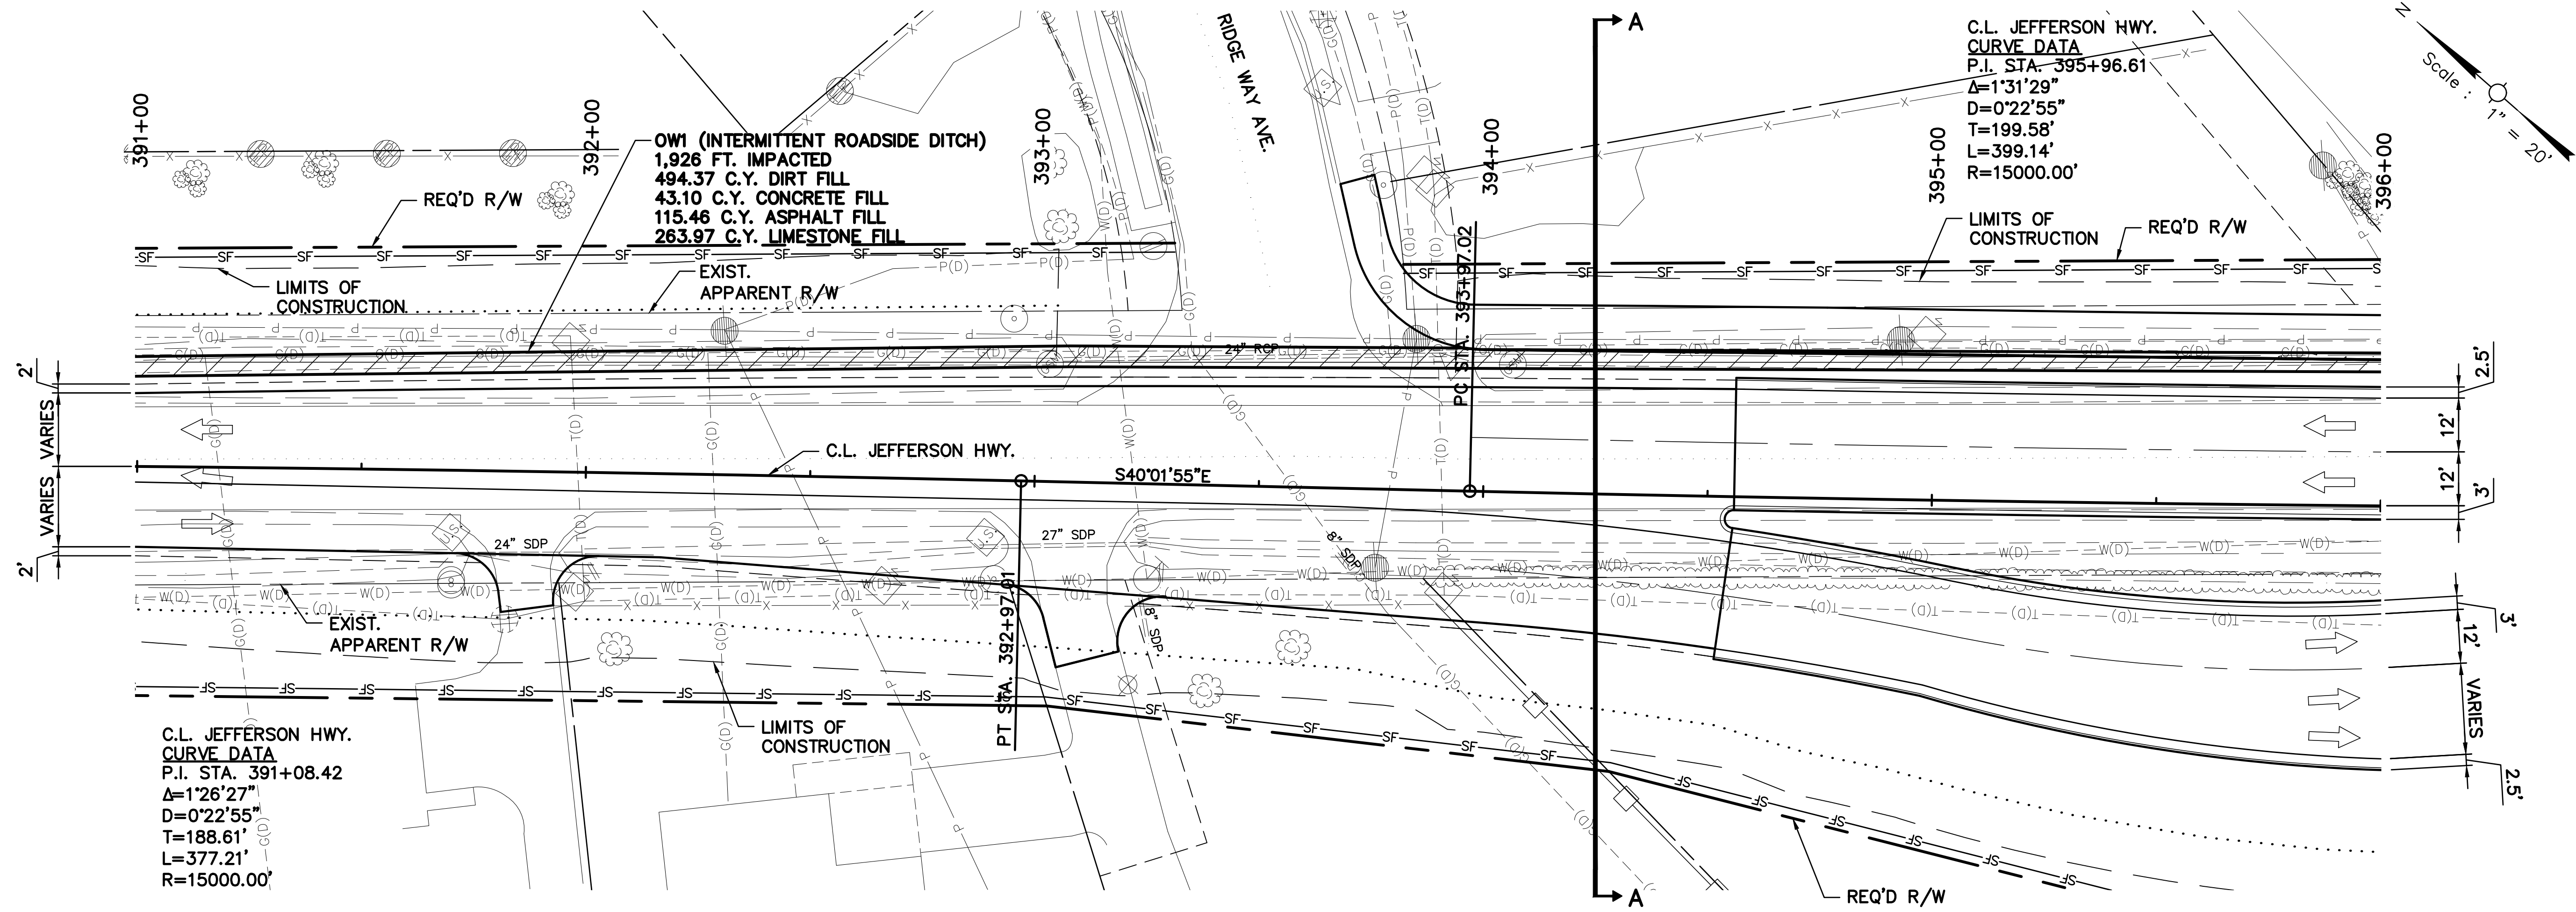 RIDGE WAY AVE.
A
C.L. JEFFERSON HWY.
CURVE DATA
P.I. STA. 395+96.61
Δ=1°31'29"
D=0°22'55"
T=199.58'
L=399.14'
R=15000.00'
N
Scale : 1" = 20'
391+00
392+00
393+00
394+00
395+00
396+00
OW1 (INTERMITTENT ROADSIDE DITCH)
1,926 FT. IMPACTED
494.37 C.Y. DIRT FILL
43.10 C.Y. CONCRETE FILL
115.46 C.Y. ASPHALT FILL
263.97 C.Y. LIMESTONE FILL
REQ'D R/W
LIMITS OF
CONSTRUCTION
EXIST.
APPARENT R/W
LIMITS OF
CONSTRUCTION
REQ'D R/W
PC STA. 393+97.02
24" RCP
2'
VARIES
VARIES
2'
2.5'
12'
12'
3'
3'
12'
VARIES
2.5'
C.L. JEFFERSON HWY.
S40°01'55"E
24" SDP
27" SDP
8" SDP
18" SDP
PT STA. 392+97.01
EXIST.
APPARENT R/W
LIMITS OF
CONSTRUCTION
C.L. JEFFERSON HWY.
CURVE DATA
P.I. STA. 391+08.42
Δ=1°26'27"
D=0°22'55"
T=188.61'
L=377.21'
R=15000.00'
REQ'D R/W
A